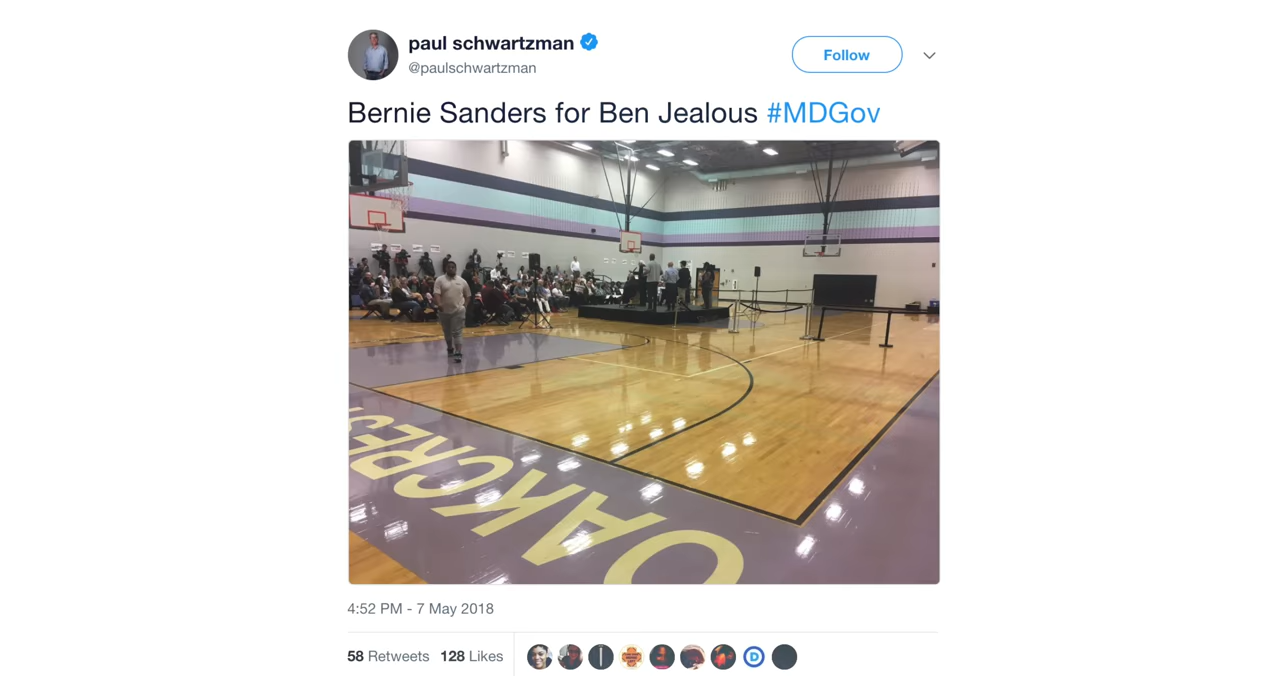 paul schwartzman
@paulschwartzman
Follow
Bernie Sanders for Ben Jealous #MDGov
OAKCREST
4:52 PM - 7 May 2018
58 Retweets 128 Likes
D